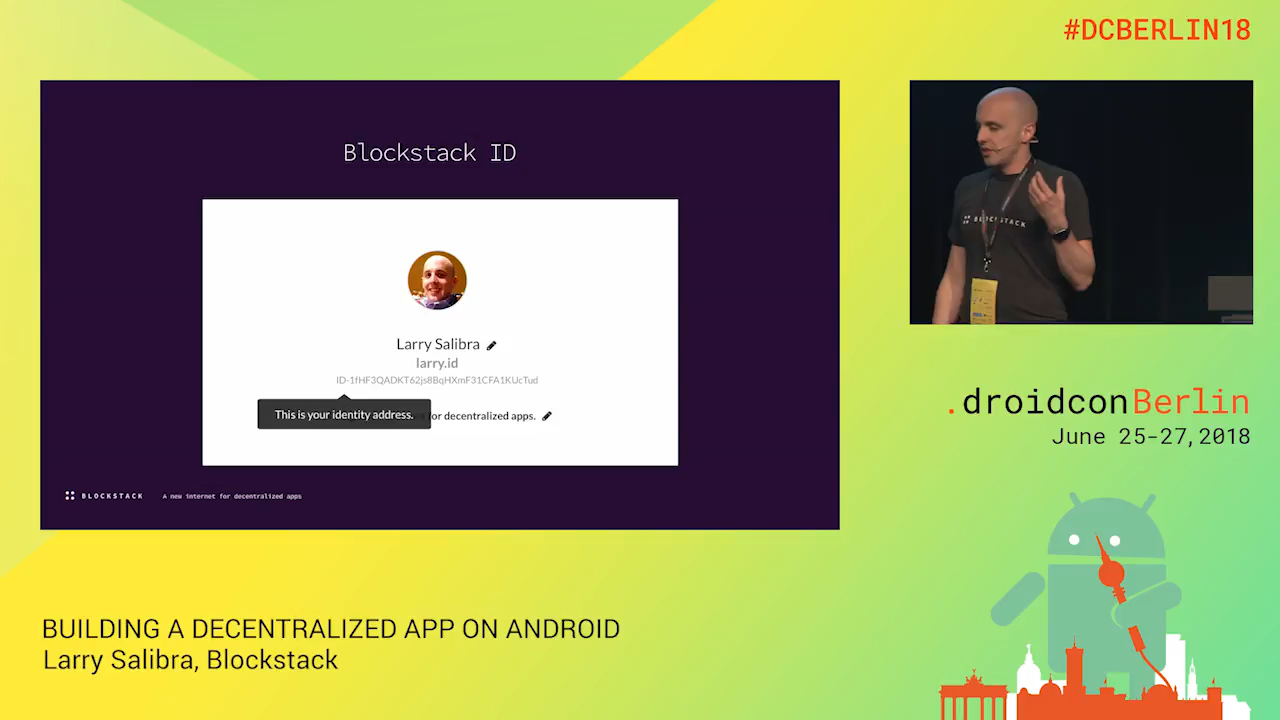 #DCBERLIN18
Blockstack ID
Larry Salibra
larry.id
ID-1fHF3QADKT62js8BqHXmF31CFA1KUcTud
This is your identity address.
for decentralized apps.
BLOCKSTACK A new internet for decentralized apps
BLOCKSTACK
.droidconBerlin
June 25-27,2018
BUILDING A DECENTRALIZED APP ON ANDROID
Larry Salibra, Blockstack